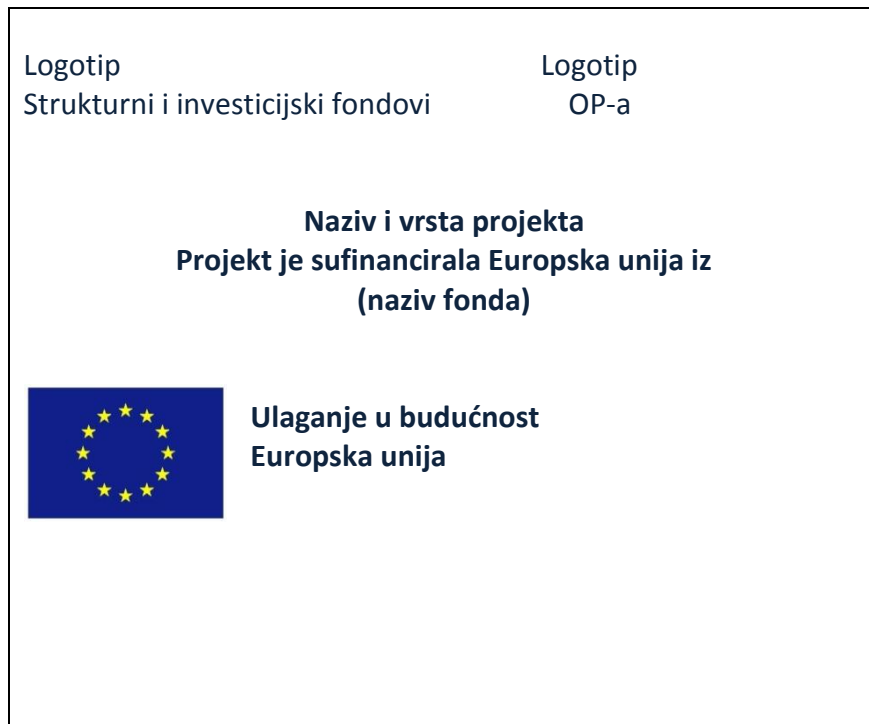 Logotip Logotip
Strukturni i investicijski fondovi OP-a
Naziv i vrsta projekta
Projekt je sufinancirala Europska unija iz
(naziv fonda)
Ulaganje u budućnost
Europska unija